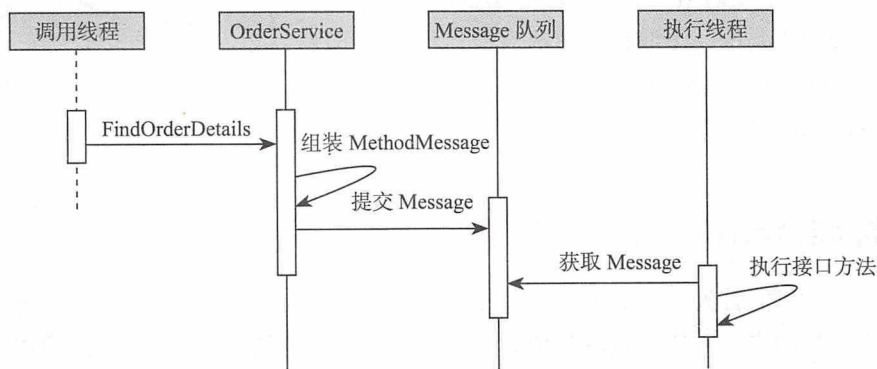 调用线程
OrderService
Message 队列
执行线程
FindOrderDetails
组装 MethodMessage
提交 Message
获取 Message
执行接口方法